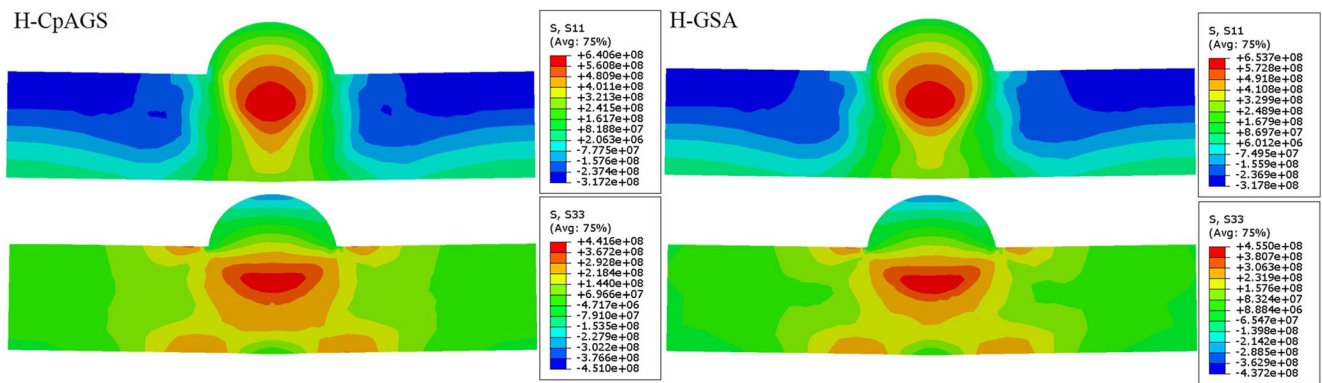 H-CpAGS
S, S11
(Avg: 75%)
+6.406e+08
+5.608e+08
+4.809e+08
+4.011e+08
+3.213e+08
+2.415e+08
+1.617e+08
+8.188e+07
+2.063e+06
-7.775e+07
-1.576e+08
-2.374e+08
-3.172e+08
H-GSA
S, S11
(Avg: 75%)
+6.537e+08
+5.728e+08
+4.918e+08
+4.108e+08
+3.299e+08
+2.489e+08
+1.679e+08
+8.697e+07
+6.012e+06
-7.495e+07
-1.559e+08
-2.369e+08
-3.178e+08
S, S33
(Avg: 75%)
+4.416e+08
+3.672e+08
+2.928e+08
+2.184e+08
+1.440e+08
+6.966e+07
-4.717e+06
-7.910e+07
-1.535e+08
-2.279e+08
-3.022e+08
-3.766e+08
-4.510e+08
S, S33
(Avg: 75%)
+4.550e+08
+3.807e+08
+3.063e+08
+2.319e+08
+1.576e+08
+8.324e+07
+8.884e+06
-6.547e+07
-1.398e+08
-2.142e+08
-2.885e+08
-3.629e+08
-4.372e+08